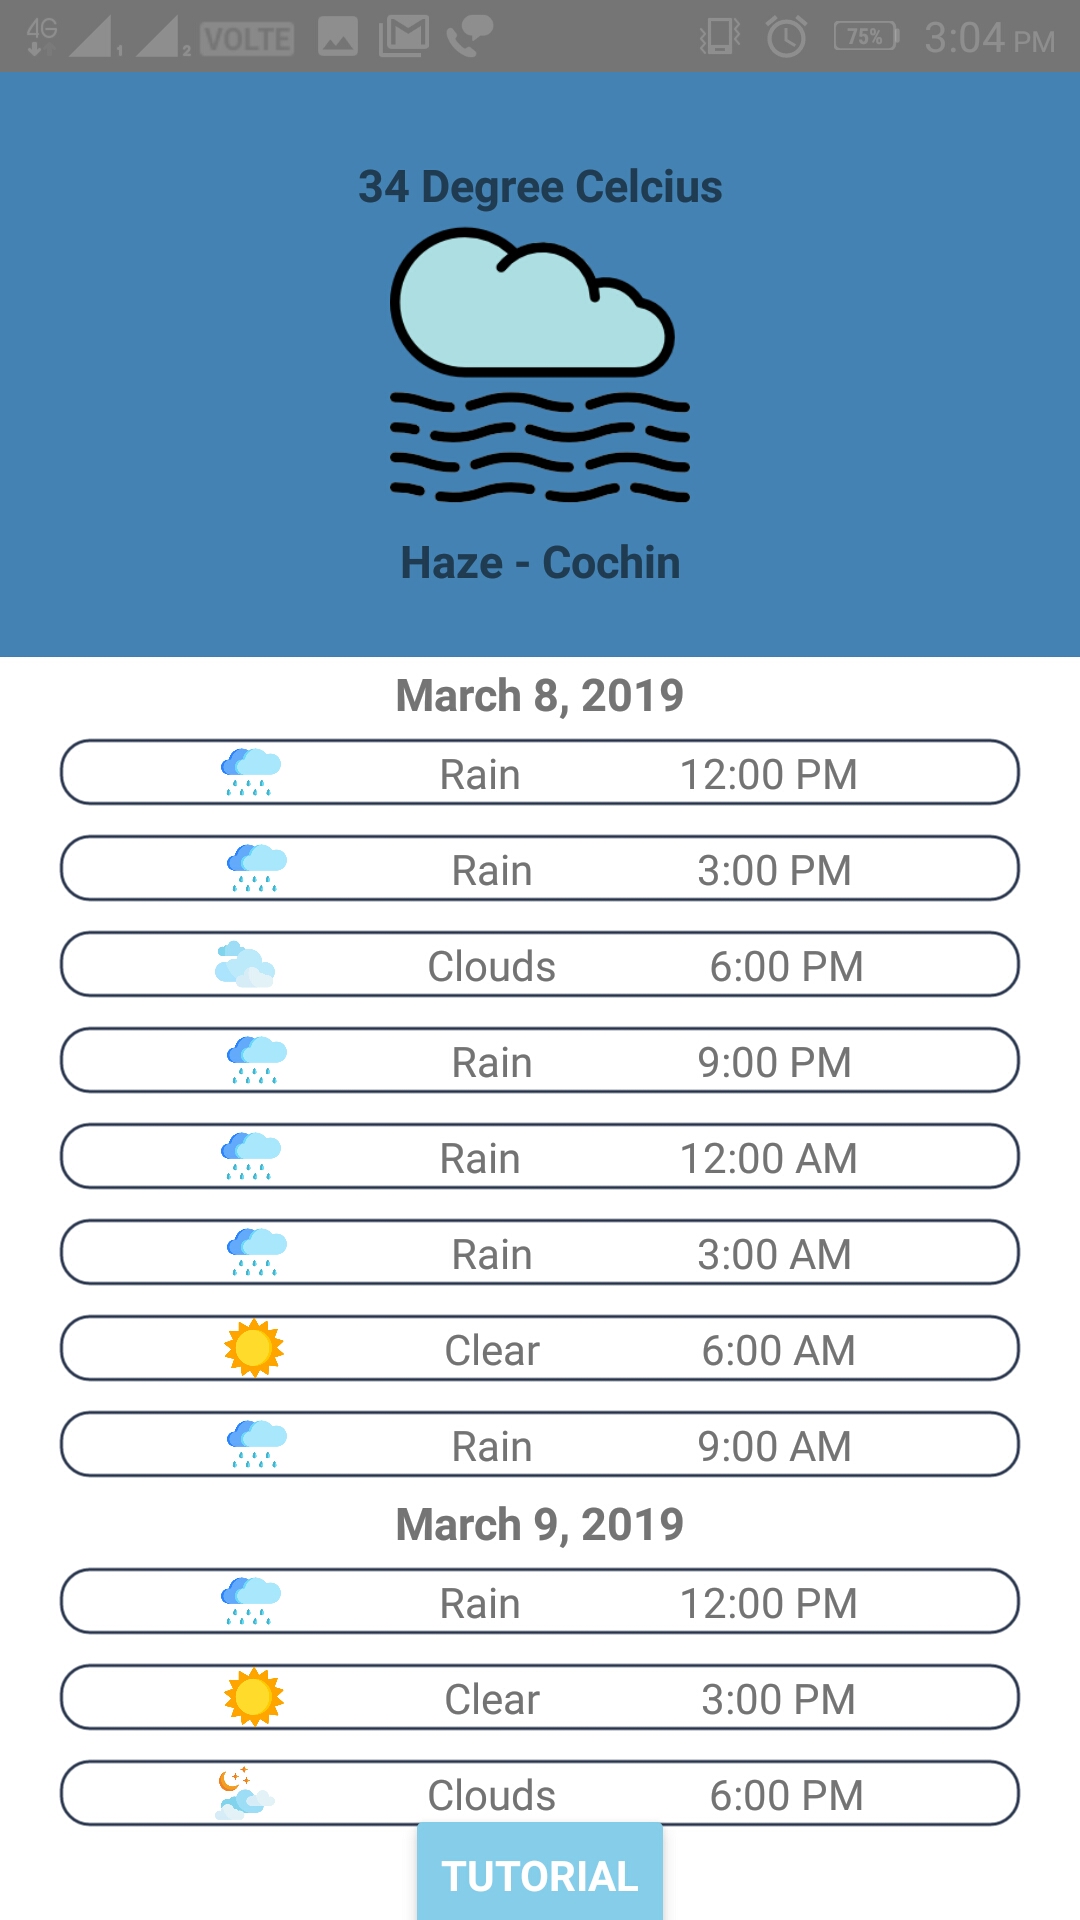 4G 1 2 VOLTE 75% 3:04 PM
34 Degree Celcius
Haze - Cochin
March 8, 2019
Rain 12:00 PM
Rain 3:00 PM
Clouds 6:00 PM
Rain 9:00 PM
Rain 12:00 AM
Rain 3:00 AM
Clear 6:00 AM
Rain 9:00 AM
March 9, 2019
Rain 12:00 PM
Clear 3:00 PM
Clouds 6:00 PM
TUTORIAL